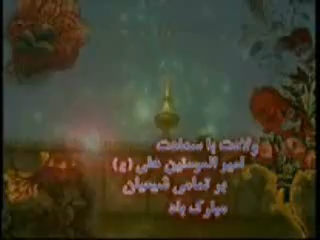 ولادت با سعادت
امیر المومنین علی (ع)
بر تمامی شیعیان
مبارک باد